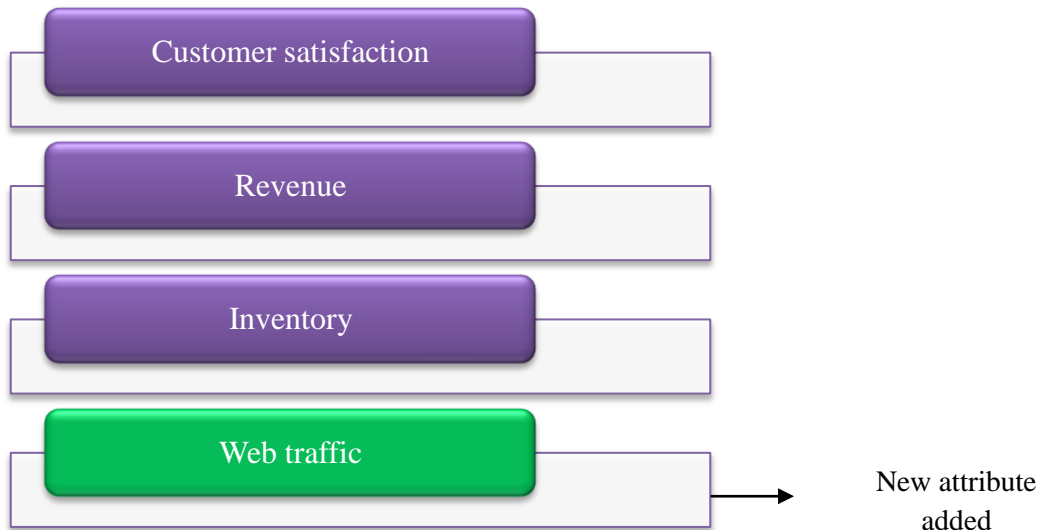 Customer satisfaction
Revenue
Inventory
Web traffic
New attribute
added